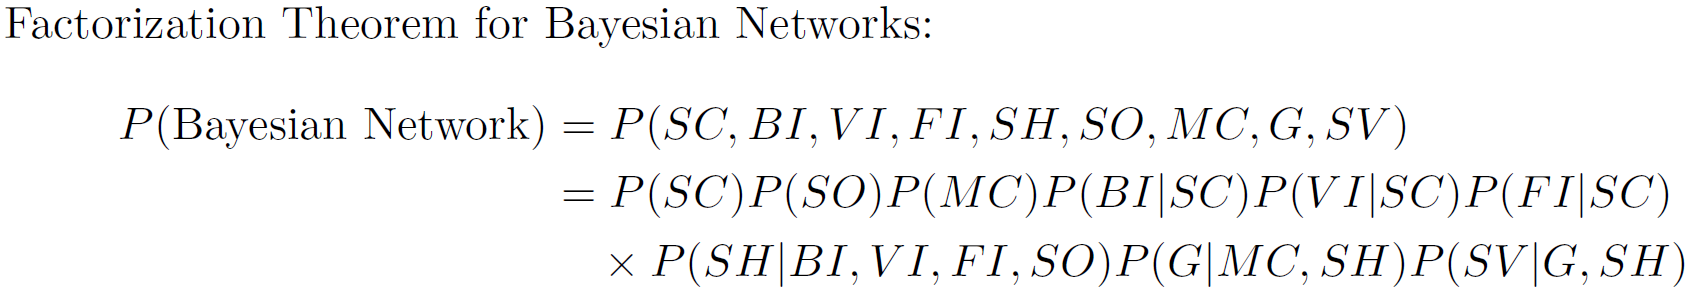 Factorization Theorem for Bayesian Networks:
P(Bayesian Network) = P(SC, BI, VI, FI, SH, SO, MC, G, SV)
= P(SC)P(SO)P(MC)P(BI|SC)P(VI|SC)P(FI|SC)
× P(SH|BI, VI, FI, SO)P(G|MC, SH)P(SV|G, SH)